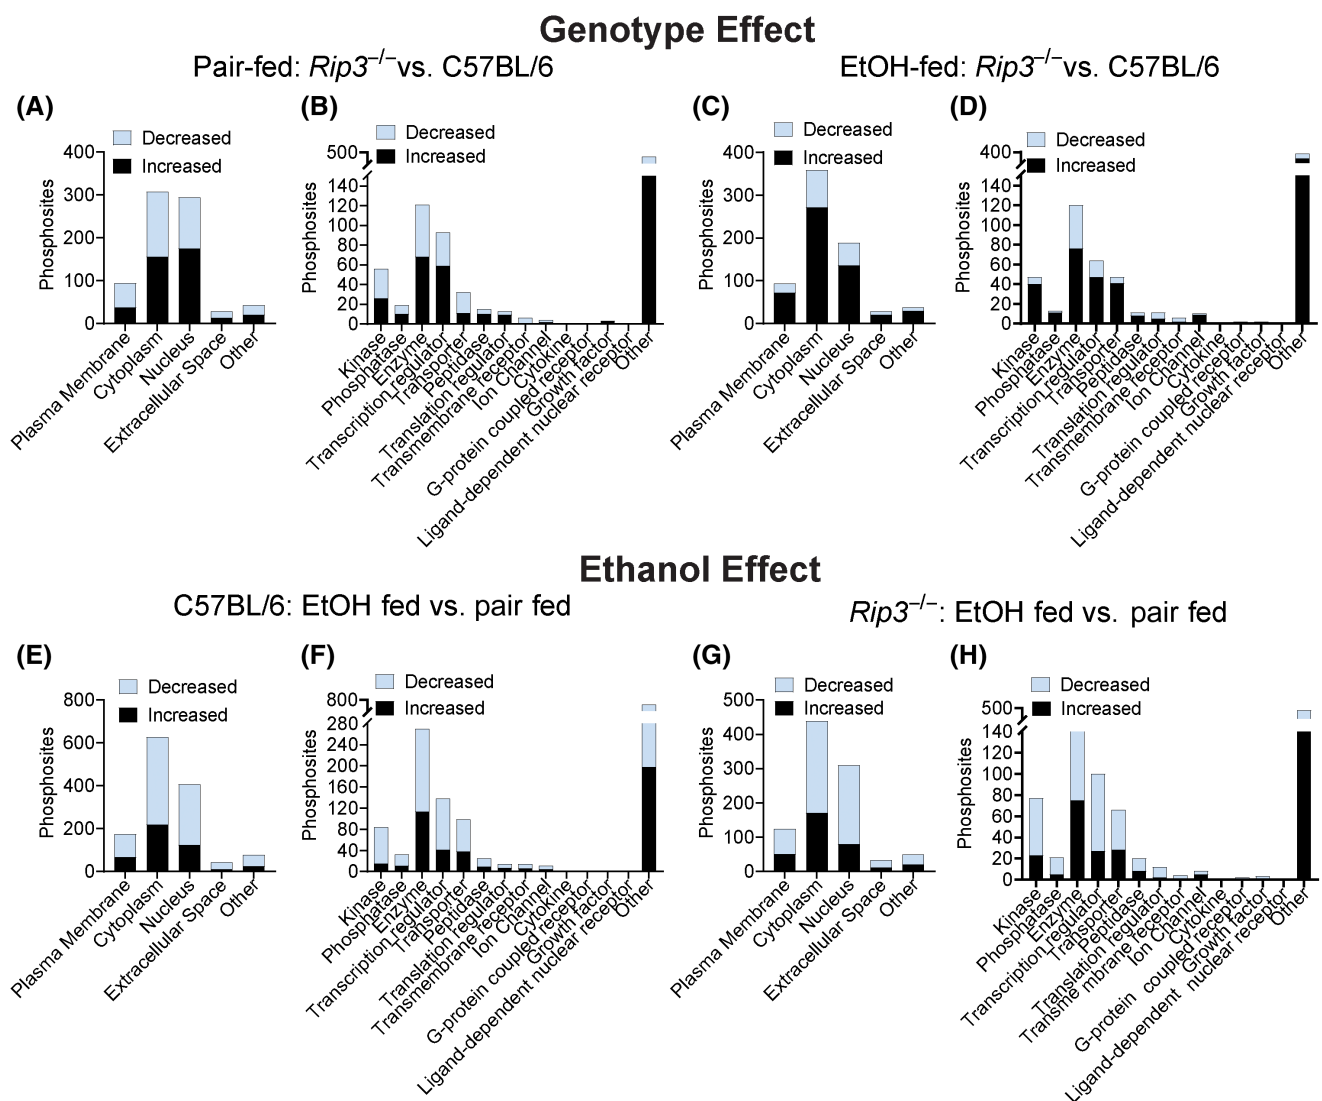 Genotype Effect
Pair-fed: Rip3−/−vs. C57BL/6
EtOH-fed: Rip3−/−vs. C57BL/6
(A)
Decreased
Increased
Phosphosites
400
300
200
100
0
Plasma Membrane
Cytoplasm
Nucleus
Extracellular Space
Other
(B)
Decreased
Increased
Phosphosites
500
140
120
100
80
60
40
20
0
Kinase
Phosphatase
Enzyme
Transcription regulator
Transporter
Peptidase
Translation regulator
Transmembrane receptor
Ion Channel
Cytokine
G-protein coupled receptor
Growth factor
Ligand-dependent nuclear receptor
Other
(C)
Decreased
Increased
Phosphosites
400
300
200
100
0
Plasma Membrane
Cytoplasm
Nucleus
Extracellular Space
Other
(D)
Decreased
Increased
Phosphosites
400
140
120
100
80
60
40
20
0
Kinase
Phosphatase
Enzyme
Transcription regulator
Transporter
Peptidase
Translation regulator
Transmembrane receptor
Ion Channel
Cytokine
G-protein coupled receptor
Growth factor
Ligand-dependent nuclear receptor
Other
Ethanol Effect
C57BL/6: EtOH fed vs. pair fed
Rip3−/−: EtOH fed vs. pair fed
(E)
Decreased
Increased
Phosphosites
800
600
400
200
0
Plasma Membrane
Cytoplasm
Nucleus
Extracellular Space
Other
(F)
Decreased
Increased
Phosphosites
800
280
240
200
160
120
80
40
0
Kinase
Phosphatase
Enzyme
Transcription regulator
Transporter
Peptidase
Translation regulator
Transmembrane receptor
Ion Channel
Cytokine
G-protein coupled receptor
Growth factor
Ligand-dependent nuclear receptor
Other
(G)
Decreased
Increased
Phosphosites
500
400
300
200
100
0
Plasma Membrane
Cytoplasm
Nucleus
Extracellular Space
Other
(H)
Decreased
Increased
Phosphosites
500
140
120
100
80
60
40
20
0
Kinase
Phosphatase
Enzyme
Transcription regulator
Transporter
Peptidase
Translation regulator
Transme mbrane receptor
Ion Channel
Cytokine
G-protein coupled receptor
Growth factor
Ligand-dependent nuclear receptor
Other